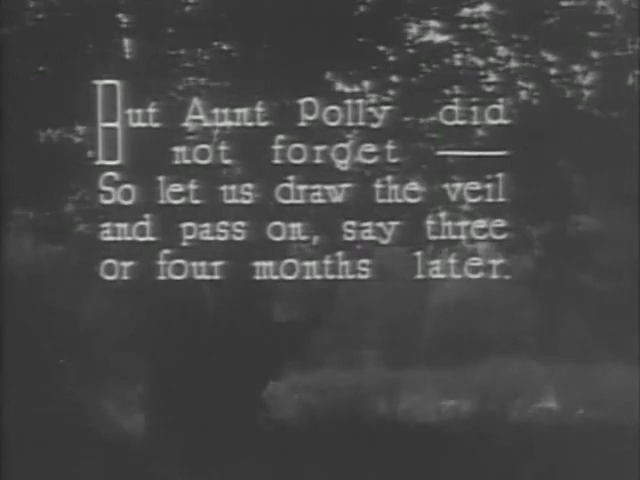 But Aunt Polly did
not forget —
So let us draw the veil
and pass on, say three
or four months later.